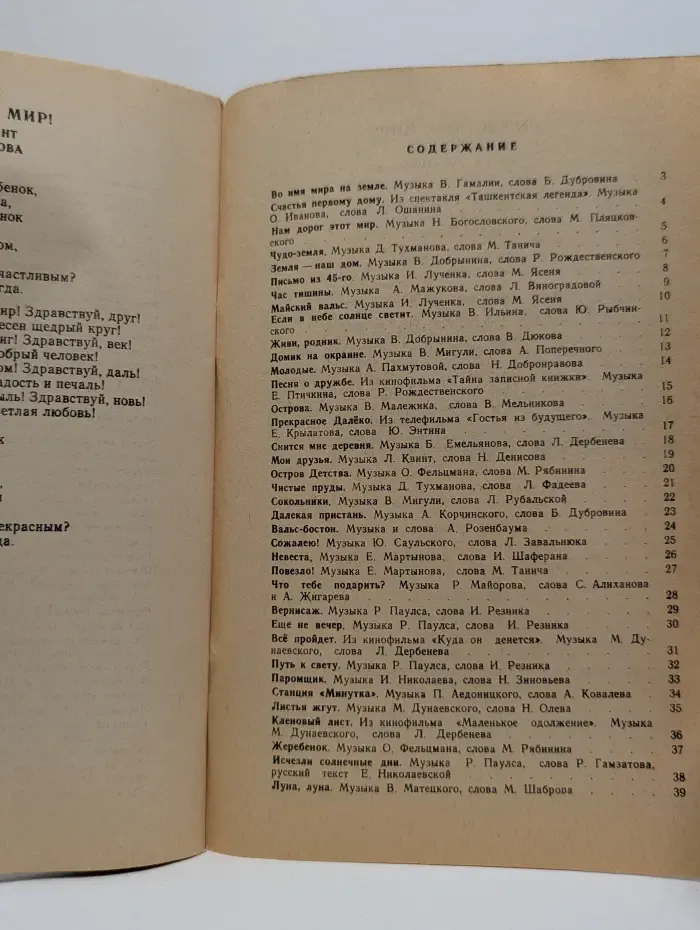 МИР!
НТ
ОВА
бенок,
а,
нок
ом,
частливым?
гда.
ир! Здравствуй, друг!
есен щедрый круг!
иг! Здравствуй, век!
обрый человек!
ом! Здравствуй, даль!
адость и печаль!
ыль! Здравствуй, новь!
ветлая любовь!
к
,
й
екрасным?
да.
СОДЕРЖАНИЕ
Во имя мира на земле. Музыка В. Гамалии, слова Б. Дубровина 3
Счастья первому дому. Из спектакля «Ташкентская легенда». Музыка
О. Иванова, слова Л. Ошанина 4
Нам дорог этот мир. Музыка Н. Богословского, слова М. Пляцков-
ского 5
Чудо-земля. Музыка Д. Тухманова, слова М. Танича 6
Земля — наш дом. Музыка В. Добрынина, слова Р. Рождественского 7
Письмо из 45-го. Музыка И. Лученка, слова М. Ясеня 8
Час тишины. Музыка А. Мажукова, слова Л. Виноградовой 9
Майский вальс. Музыка И. Лученка, слова М. Ясеня 10
Если в небе солнце светит. Музыка В. Ильина, слова Ю. Рыбчин-
ского 11
Живи, родник. Музыка В. Добрынина, слова В. Дюкова 12
Домик на окраине. Музыка В. Мигули, слова А. Поперечного 13
Молодые. Музыка А. Пахмутовой, слова Н. Добронравова 14
Песня о дружбе. Из кинофильма «Тайна записной книжки». Музыка
Е. Птичкина, слова Р. Рождественского 15
Острова. Музыка В. Малежика, слова В. Мельникова 16
Прекрасное Далёко. Из телефильма «Гостья из будущего». Музыка
Е. Крылатова, слова Ю. Энтина 17
Снится мне деревня. Музыка Б. Емельянова, слова Л. Дербенева 18
Мои друзья. Музыка Л. Квинт, слова Н. Денисова 19
Остров Детства. Музыка О. Фельцмана, слова М. Рябинина 20
Чистые пруды. Музыка Д. Тухманова, слова Л. Фадеева 21
Сокольники. Музыка В. Мигули, слова Л. Рубальской 22
Далекая пристань. Музыка А. Корчинского, слова Б. Дубровина 23
Вальс-бостон. Музыка и слова А. Розенбаума 24
Сожалею! Музыка Ю. Саульского, слова Л. Завальнюка 25
Невеста, Музыка Е. Мартынова, слова И. Шаферана 26
Повезло! Музыка Е. Мартынова, слова М. Танича 27
Что тебе подарить? Музыка Р. Майорова, слова С. Алиханова
и А. Жигарева 28
Вернисаж. Музыка Р. Паулса, слова И. Резника 29
Еще не вечер. Музыка Р. Паулса, слова И. Резника 30
Всё пройдет. Из кинофильма «Куда он денется». Музыка М. Ду-
наевского, слова Л. Дербенева 31
Путь к свету. Музыка Р. Паулса, слова И. Резника 32
Паромщик. Музыка И. Николаева, слова Н. Зиновьева 33
Станция «Минутка». Музыка П. Аедоницкого, слова А. Ковалева 34
Листья жгут. Музыка М. Дунаевского, слова Н. Олева 35
Кленовый лист. Из кинофильма «Маленькое одолжение». Музыка
М. Дунаевского, слова Л. Дербенева 36
Жеребенок. Музыка О. Фельцмана, слова М. Рябинина 37
Исчезли солнечные дни. Музыка Р. Паулса, слова Р. Гамзатова,
русский текст Е. Николаевской 38
Луна, луна. Музыка В. Матецкого, слова М. Шаброва 39